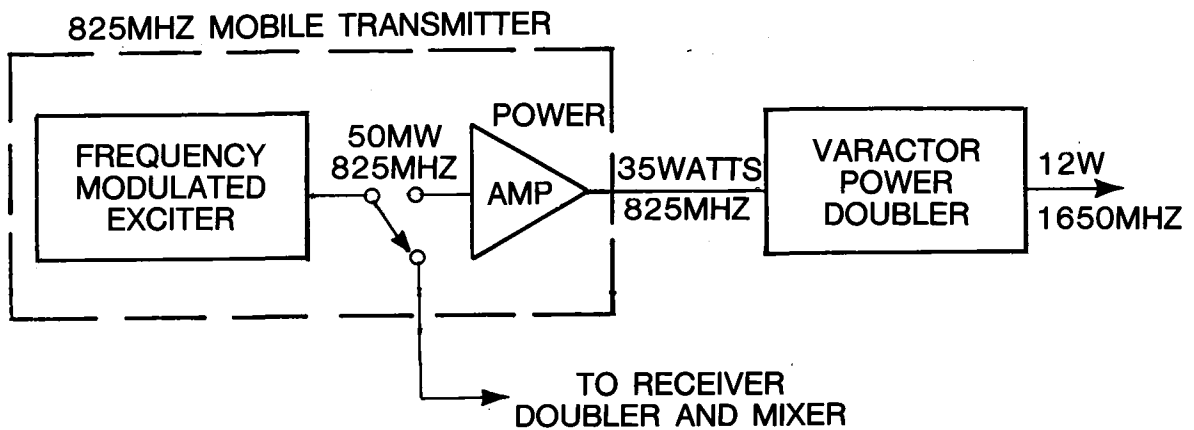 825MHZ MOBILE TRANSMITTER
FREQUENCY
MODULATED
EXCITER
50MW
825MHZ
POWER
AMP
35WATTS
825MHZ
VARACTOR
POWER
DOUBLER
12W
1650MHZ
TO RECEIVER
DOUBLER AND MIXER